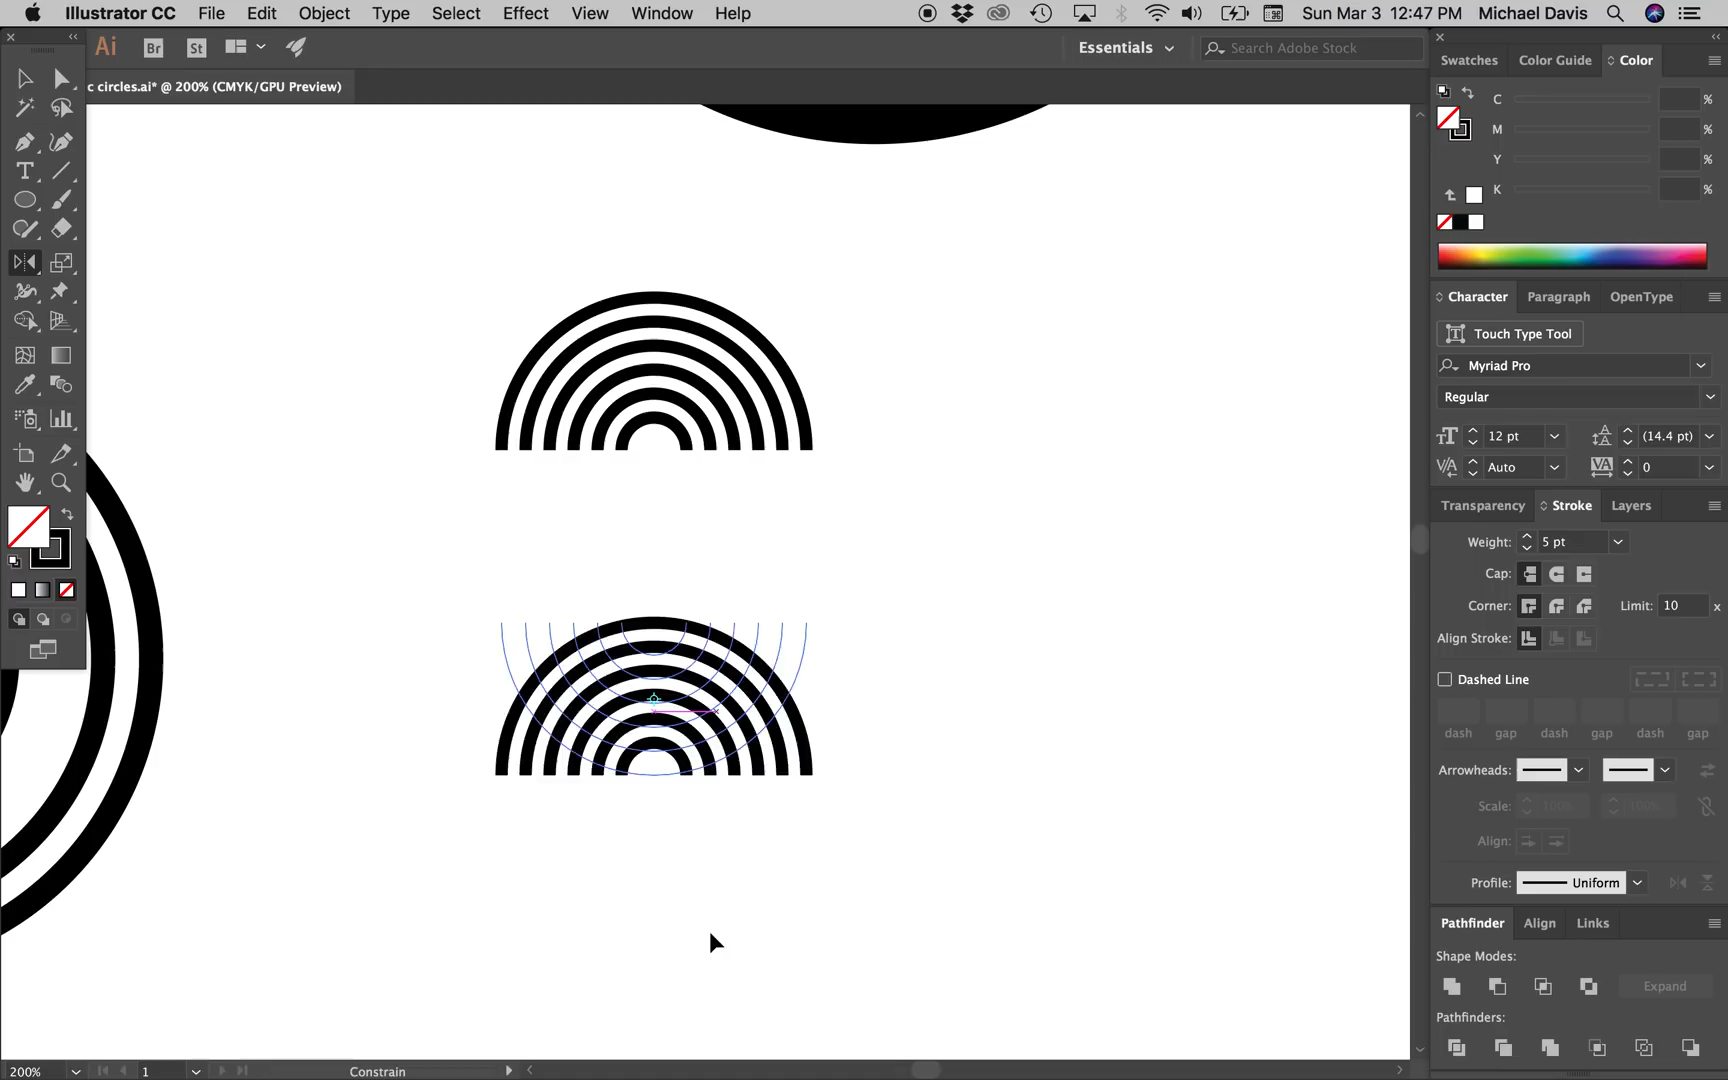 Illustrator CC File Edit Object Type Select Effect View Window Help Sun Mar 3 12:47 PM Michael Davis
Ai Br St Essentials Search Adobe Stock
c circles.ai* @ 200% (CMYK/GPU Preview)
Swatches Color Guide Color
C %
M %
Y %
K %
Character Paragraph OpenType
Touch Type Tool
Myriad Pro
Regular
12 pt (14.4 pt)
Auto 0
Transparency Stroke Layers
Weight: 5 pt
Cap:
Corner: Limit: 10 x
Align Stroke:
Dashed Line
dash gap dash gap dash gap
Arrowheads:
Scale: 100% 100%
Align:
Profile: Uniform
Pathfinder Align Links
Shape Modes:
Expand
Pathfinders:
200% 1 Constrain